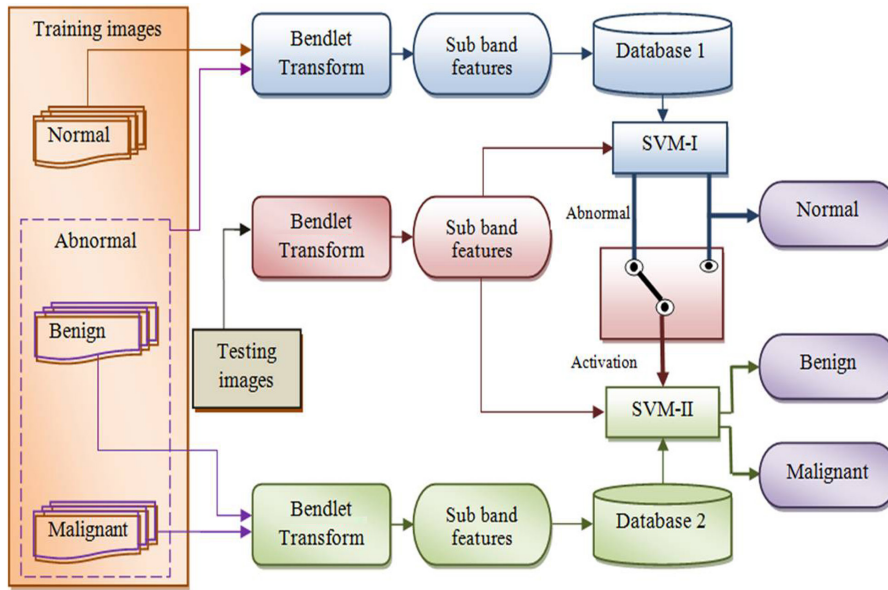 Training images
Normal
Abnormal
Benign
Malignant
Bendlet
Transform
Sub band
features
Database 1
SVM-I
Testing
images
Bendlet
Transform
Sub band
features
Abnormal
Normal
Activation
SVM-II
Benign
Malignant
Bendlet
Transform
Sub band
features
Database 2